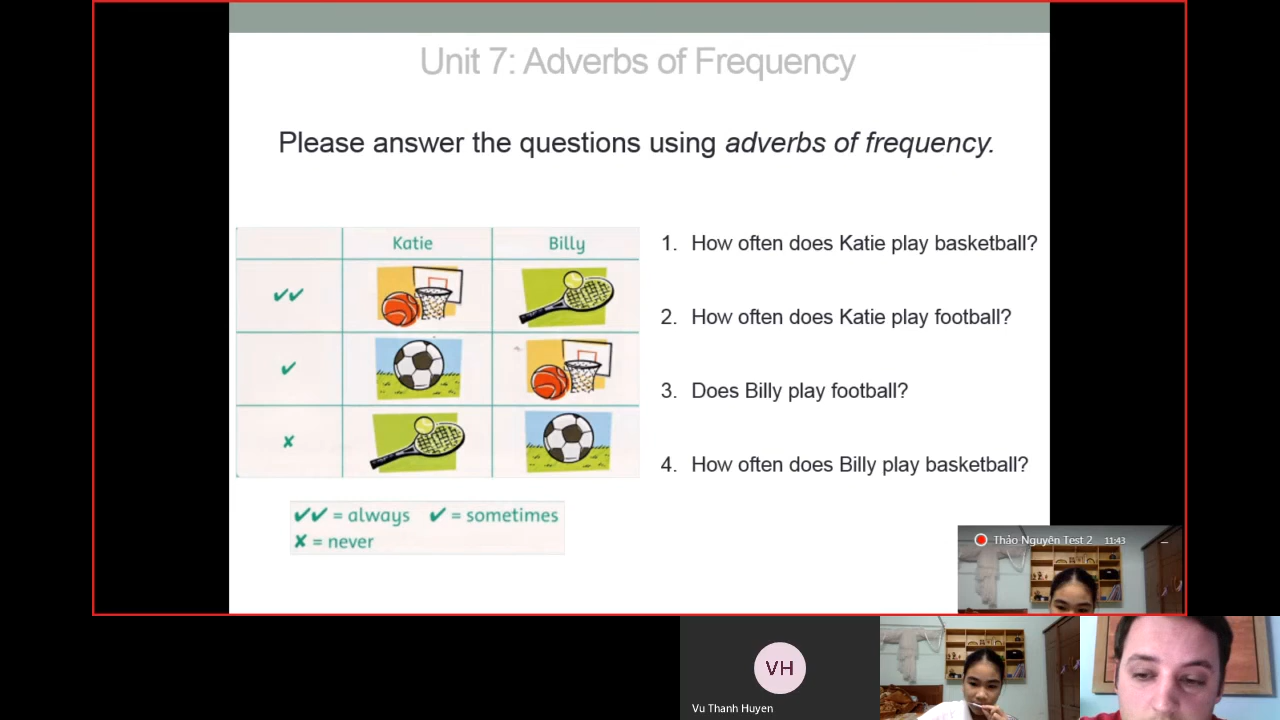 Unit 7: Adverbs of Frequency
Please answer the questions using adverbs of frequency.
Katie Billy
✔✔
✔
✘
✔✔ = always ✔ = sometimes
✘ = never
1. How often does Katie play basketball?
2. How often does Katie play football?
3. Does Billy play football?
4. How often does Billy play basketball?
Thảo Nguyên Test 2 11:43
VH
Vu Thanh Huyen